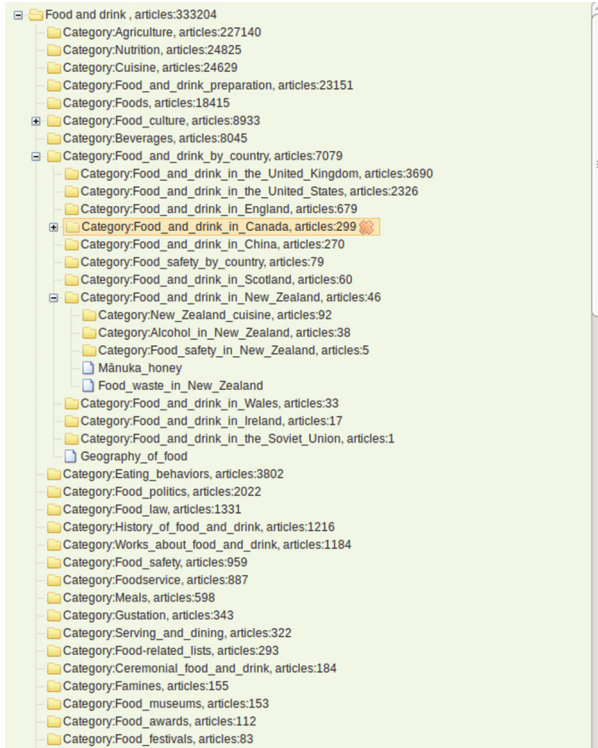 Food and drink , articles:333204
Category:Agriculture, articles:227140
Category:Nutrition, articles:24825
Category:Cuisine, articles:24629
Category:Food_and_drink_preparation, articles:23151
Category:Foods, articles:18415
Category:Food_culture, articles:8933
Category:Beverages, articles:8045
Category:Food_and_drink_by_country, articles:7079
Category:Food_and_drink_in_the_United_Kingdom, articles:3690
Category:Food_and_drink_in_the_United_States, articles:2326
Category:Food_and_drink_in_England, articles:679
Category:Food_and_drink_in_Canada, articles:299
Category:Food_and_drink_in_China, articles:270
Category:Food_safety_by_country, articles:79
Category:Food_and_drink_in_Scotland, articles:60
Category:Food_and_drink_in_New_Zealand, articles:46
Category:New_Zealand_cuisine, articles:92
Category:Alcohol_in_New_Zealand, articles:38
Category:Food_safety_in_New_Zealand, articles:5
Mānuka_honey
Food_waste_in_New_Zealand
Category:Food_and_drink_in_Wales, articles:33
Category:Food_and_drink_in_Ireland, articles:17
Category:Food_and_drink_in_the_Soviet_Union, articles:1
Geography_of_food
Category:Eating_behaviors, articles:3802
Category:Food_politics, articles:2022
Category:Food_law, articles:1331
Category:History_of_food_and_drink, articles:1216
Category:Works_about_food_and_drink, articles:1184
Category:Food_safety, articles:959
Category:Foodservice, articles:887
Category:Meals, articles:598
Category:Gustation, articles:343
Category:Serving_and_dining, articles:322
Category:Food-related_lists, articles:293
Category:Ceremonial_food_and_drink, articles:184
Category:Famines, articles:155
Category:Food_museums, articles:153
Category:Food_awards, articles:112
Category:Food_festivals, articles:83